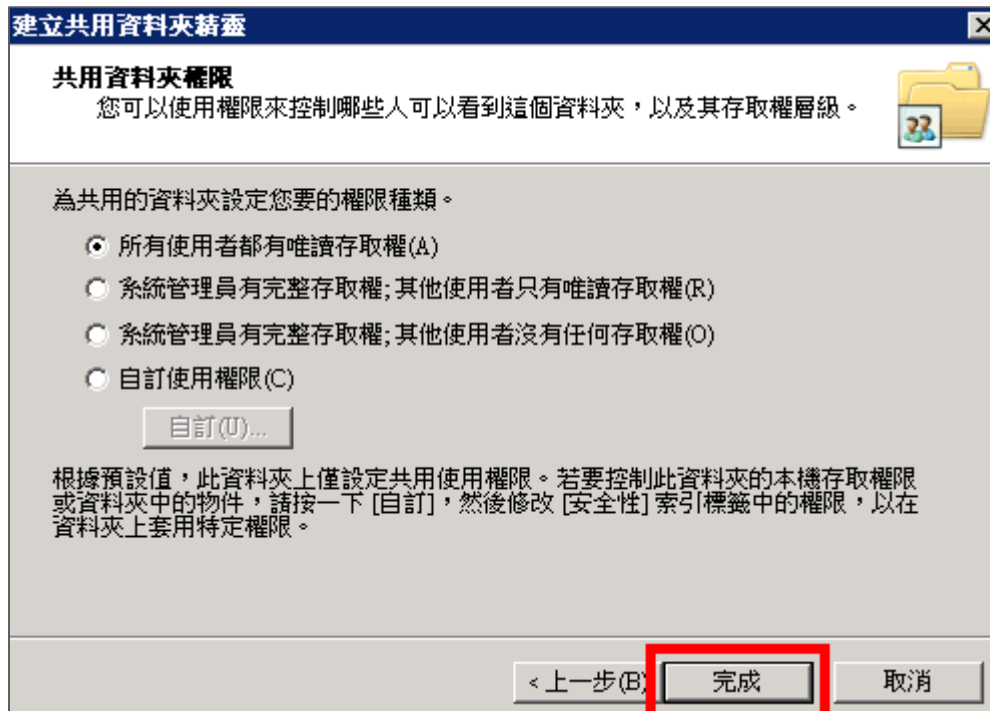 建立共用資料夾精靈
共用資料夾權限
您可以使用權限來控制哪些人可以看到這個資料夾，以及其存取權層級。
為共用的資料夾設定您要的權限種類。
所有使用者都有唯讀存取權(A)
系統管理員有完整存取權;其他使用者只有唯讀存取權(R)
系統管理員有完整存取權;其他使用者沒有任何存取權(O)
自訂使用權限(C)
自訂(U)...
根據預設值，此資料夾上僅設定共用使用權限。若要控制此資料夾的本機存取權限
或資料夾中的物件，請按一下 [自訂]，然後修改 [安全性] 索引標籤中的權限，以在
資料夾上套用特定權限。
<上一步(B) 完成 取消